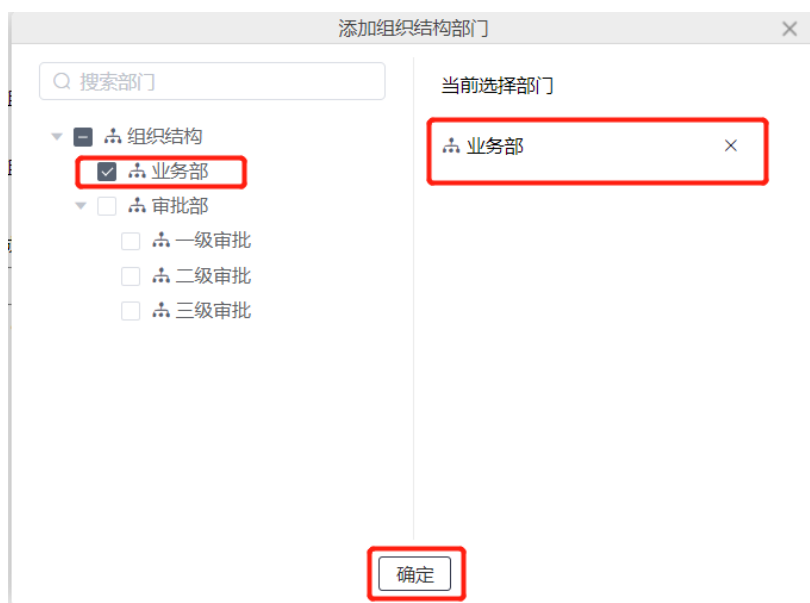 添加组织结构部门
搜索部门
组织结构
业务部
审批部
一级审批
二级审批
三级审批
当前选择部门
业务部
确定